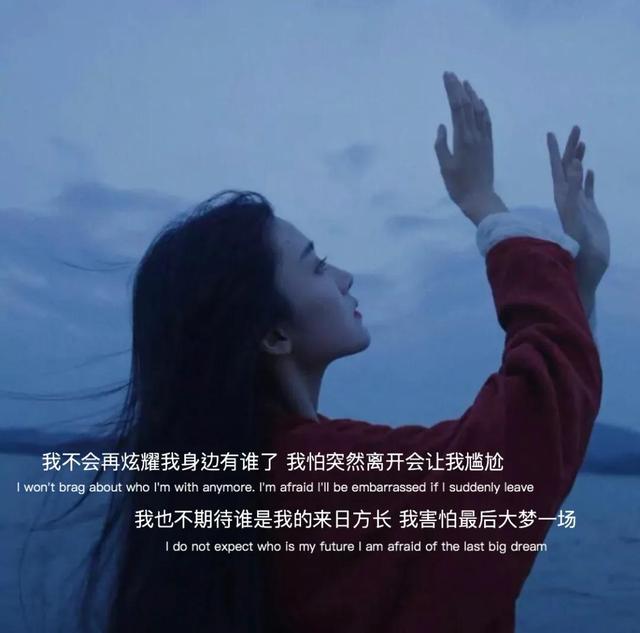 我不会再炫耀我身边有谁了 我怕突然离开会让我尴尬
I won't brag about who I'm with anymore. I'm afraid I'll be embarrassed if I suddenly leave
我也不期待谁是我的来日方长 我害怕最后大梦一场
I do not expect who is my future I am afraid of the last big dream